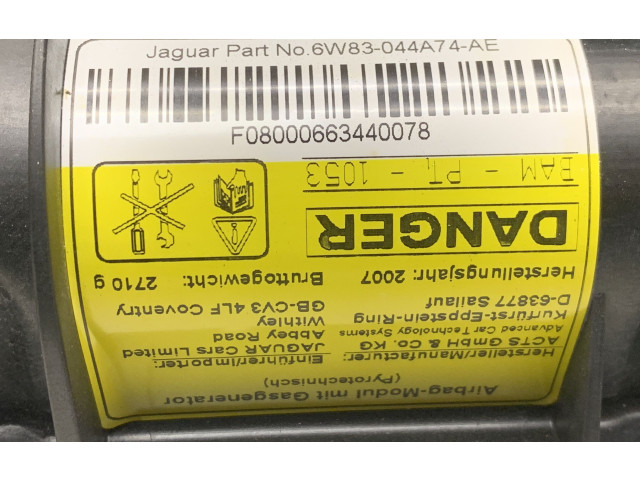 Jaguar Part No.6W83-044A74-AE
F08000663440078
Airbag-Modul mit Gasgenerator
(Pyrotechnisch)
Hersteller/Manufacturer:
ACTS GmbH & Co. KG
Advanced Car Technology Systems
Kurfürst-Eppstein-Ring
D-63877 Sailauf
Einführer/Importer:
JAGUAR Cars Limited
Abbey Road
Withley
GB-CV3 4LF Coventry
Herstellungsjahr: 2007
Bruttogewicht: 2710 g
DANGER
BAM - PT₁ - 1053